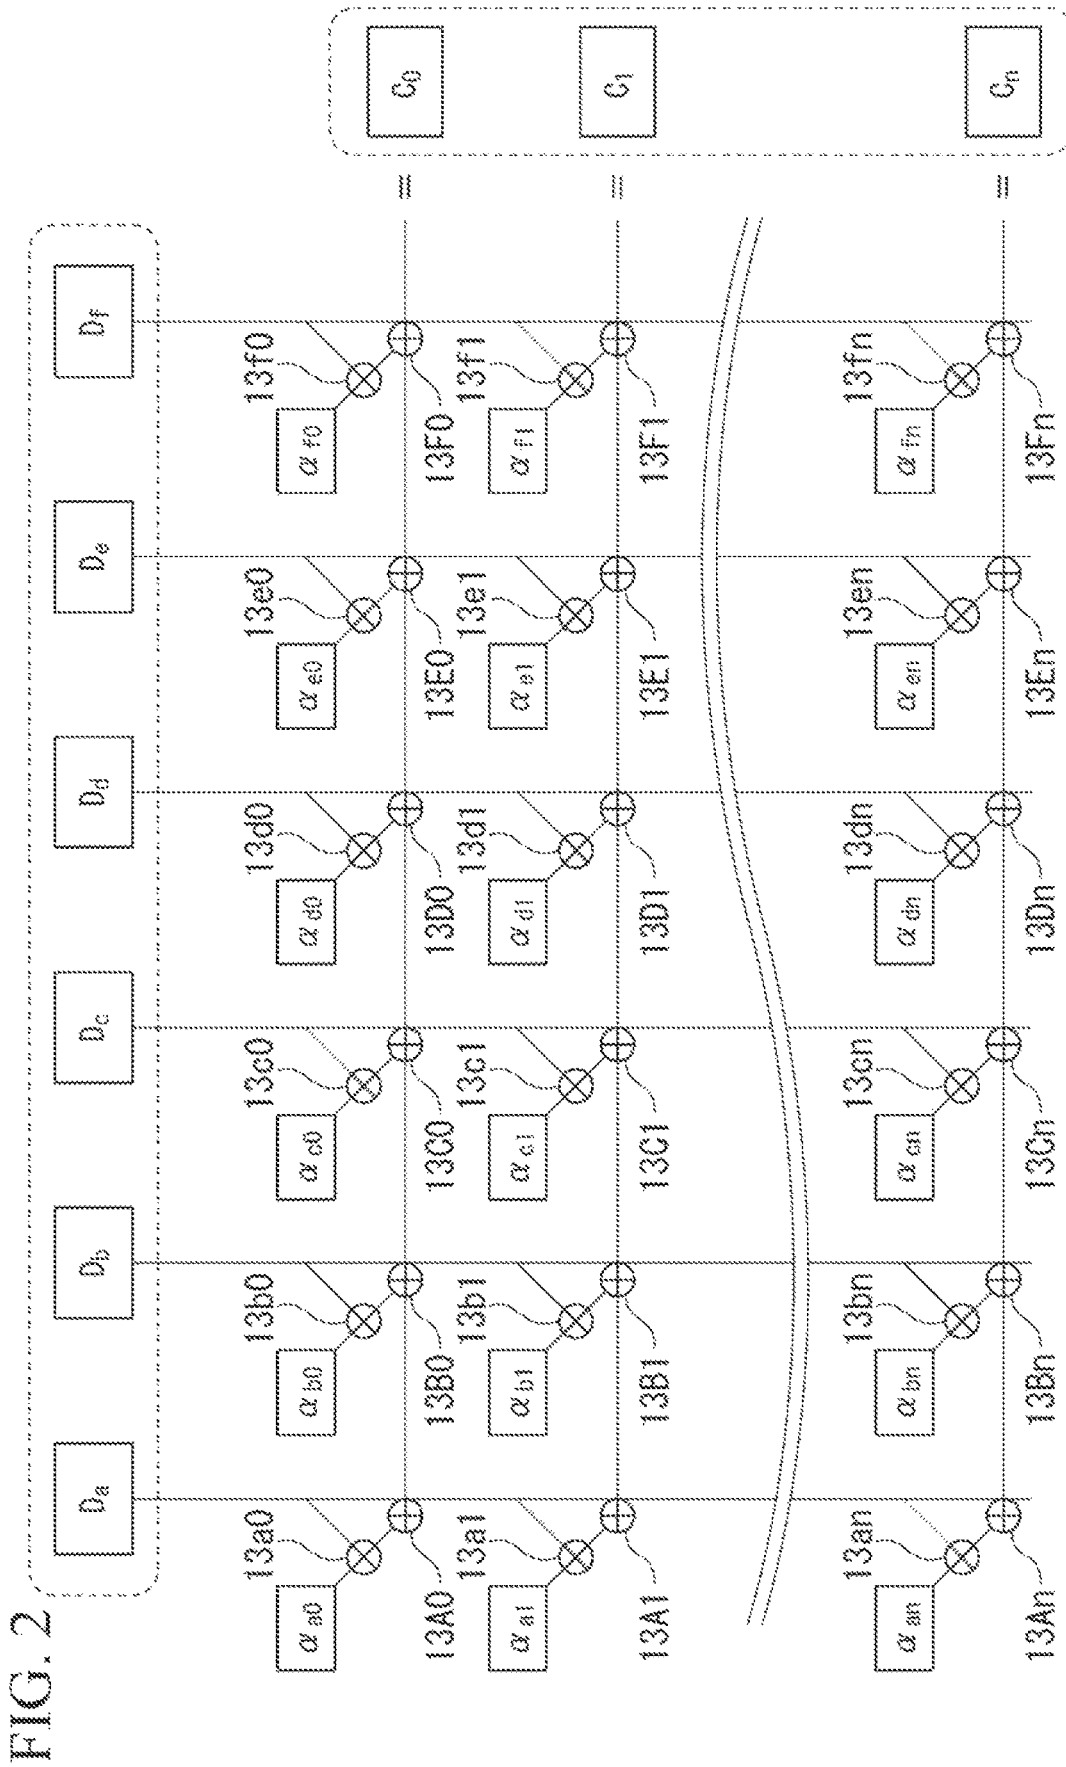 FIG. 2
Da Db Dc Dd De Df
13a0 13b0 13c0 13d0 13e0 13f0
αa0 αb0 αc0 αd0 αe0 αf0
= C0
13A0 13B0 13C0 13D0 13E0 13F0
13a1 13b1 13c1 13d1 13e1 13f1
αa1 αb1 αc1 αd1 αe1 αf1
= C1
13A1 13B1 13C1 13D1 13E1 13F1
13an 13bn 13cn 13dn 13en 13fn
αan αbn αcn αdn αen αfn
= Cn
13An 13Bn 13Cn 13Dn 13En 13Fn